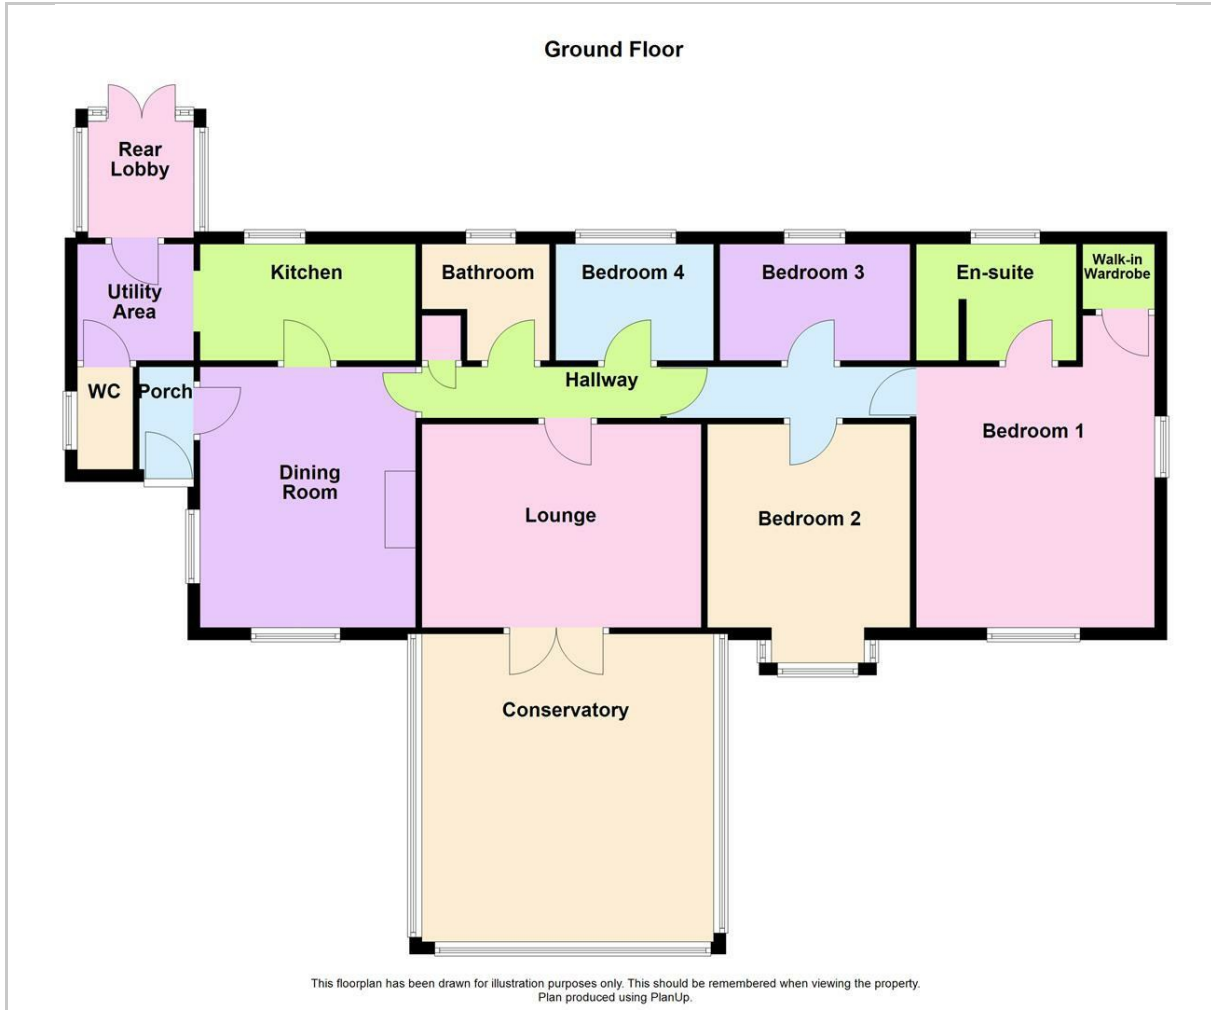 Ground Floor
Rear
Lobby
Kitchen
Bathroom
Bedroom 4
Bedroom 3
En-suite
Walk-in
Wardrobe
Utility
Area
WC
Porch
Hallway
Bedroom 1
Dining
Room
Lounge
Bedroom 2
Conservatory
This floorplan has been drawn for illustration purposes only. This should be remembered when viewing the property.
Plan produced using PlanUp.